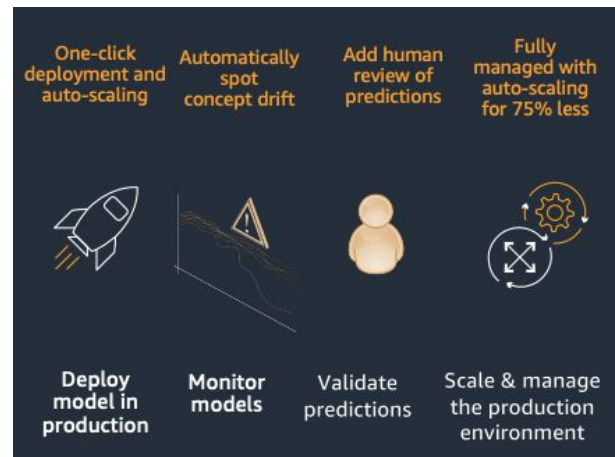 One-click
deployment and
auto-scaling
Automatically
spot
concept drift
Add human
review of
predictions
Fully
managed with
auto-scaling
for 75% less
Deploy
model in
production
Monitor
models
Validate
predictions
Scale & manage
the production
environment